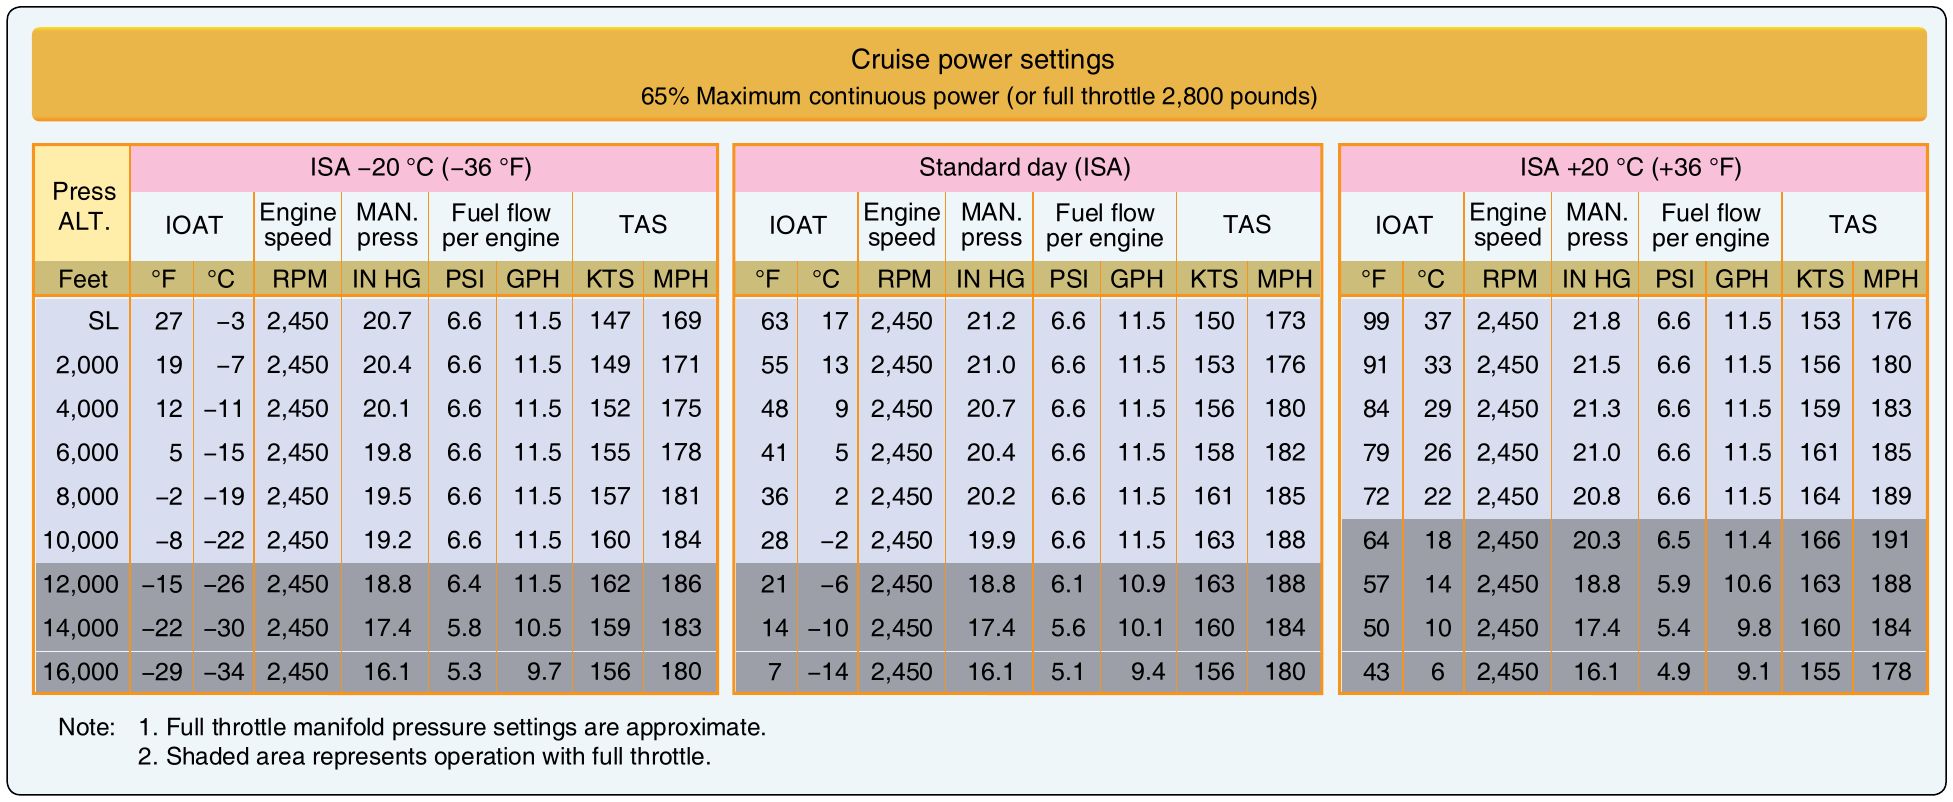 Cruise power settings
65% Maximum continuous power (or full throttle 2,800 pounds)
Press ALT. ISA −20 °C (−36 °F) Standard day (ISA) ISA +20 °C (+36 °F)
IOAT Engine speed MAN. press Fuel flow per engine TAS IOAT Engine speed MAN. press Fuel flow per engine TAS IOAT Engine speed MAN. press Fuel flow per engine TAS
Feet °F °C RPM IN HG PSI GPH KTS MPH °F °C RPM IN HG PSI GPH KTS MPH °F °C RPM IN HG PSI GPH KTS MPH
SL 27 −3 2,450 20.7 6.6 11.5 147 169 63 17 2,450 21.2 6.6 11.5 150 173 99 37 2,450 21.8 6.6 11.5 153 176
2,000 19 −7 2,450 20.4 6.6 11.5 149 171 55 13 2,450 21.0 6.6 11.5 153 176 91 33 2,450 21.5 6.6 11.5 156 180
4,000 12 −11 2,450 20.1 6.6 11.5 152 175 48 9 2,450 20.7 6.6 11.5 156 180 84 29 2,450 21.3 6.6 11.5 159 183
6,000 5 −15 2,450 19.8 6.6 11.5 155 178 41 5 2,450 20.4 6.6 11.5 158 182 79 26 2,450 21.0 6.6 11.5 161 185
8,000 −2 −19 2,450 19.5 6.6 11.5 157 181 36 2 2,450 20.2 6.6 11.5 161 185 72 22 2,450 20.8 6.6 11.5 164 189
10,000 −8 −22 2,450 19.2 6.6 11.5 160 184 28 −2 2,450 19.9 6.6 11.5 163 188 64 18 2,450 20.3 6.5 11.4 166 191
12,000 −15 −26 2,450 18.8 6.4 11.5 162 186 21 −6 2,450 18.8 6.1 10.9 163 188 57 14 2,450 18.8 5.9 10.6 163 188
14,000 −22 −30 2,450 17.4 5.8 10.5 159 183 14 −10 2,450 17.4 5.6 10.1 160 184 50 10 2,450 17.4 5.4 9.8 160 184
16,000 −29 −34 2,450 16.1 5.3 9.7 156 180 7 −14 2,450 16.1 5.1 9.4 156 180 43 6 2,450 16.1 4.9 9.1 155 178
Note: 1. Full throttle manifold pressure settings are approximate.
2. Shaded area represents operation with full throttle.